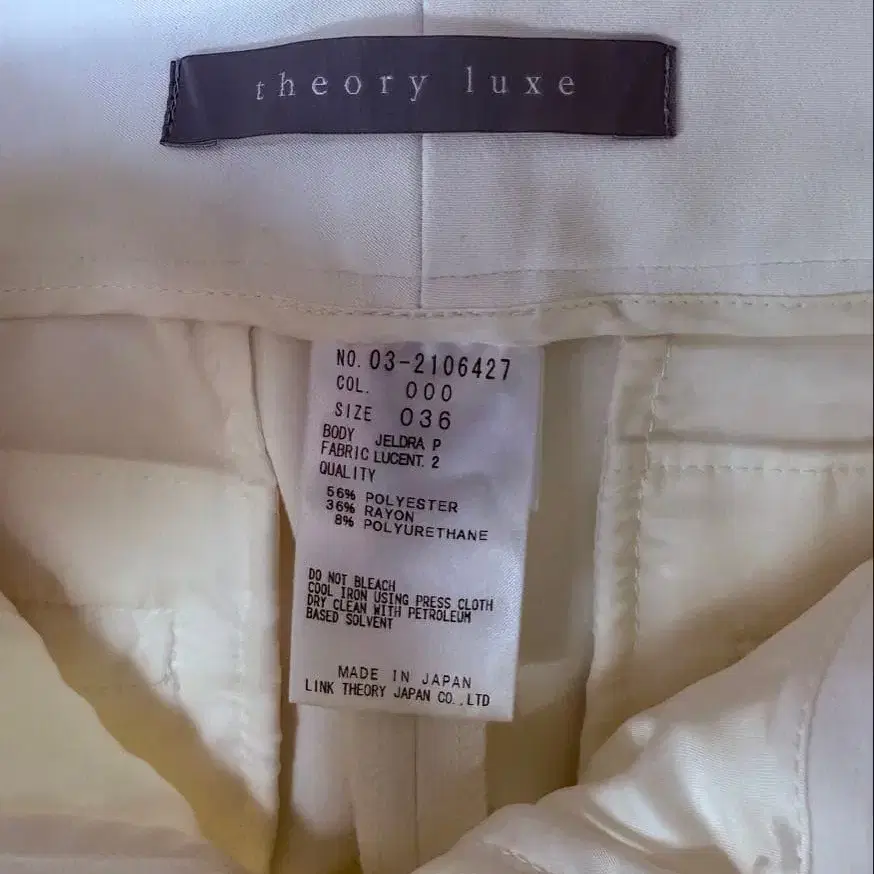 theory luxe
NO. 03-2106427
COL. 000
SIZE 036
BODY JELDRA P
FABRIC LUCENT. 2
QUALITY
56% POLYESTER
36% RAYON
8% POLYURETHANE
DO NOT BLEACH
COOL IRON USING PRESS CLOTH
DRY CLEAN WITH PETROLEUM
BASED SOLVENT
MADE IN JAPAN
LINK THEORY JAPAN CO.,LTD